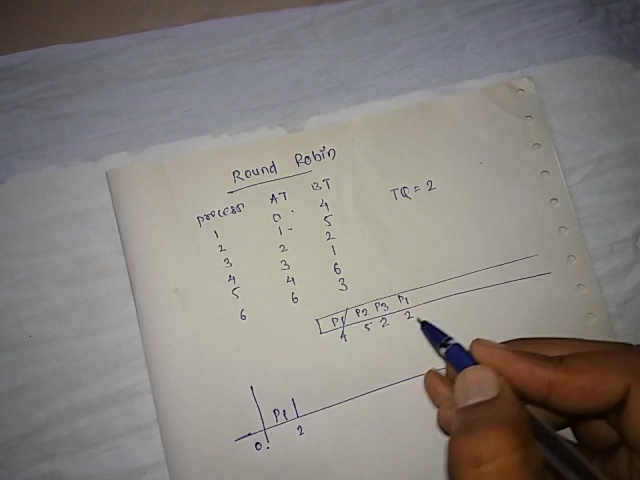 Round Robin
process AT BT TQ = 2
1 0 4
2 1 5
3 2 2
4 3 1
5 4 6
6 6 3
P1 P2 P3 P1
4 5 2 2
P1
0 2